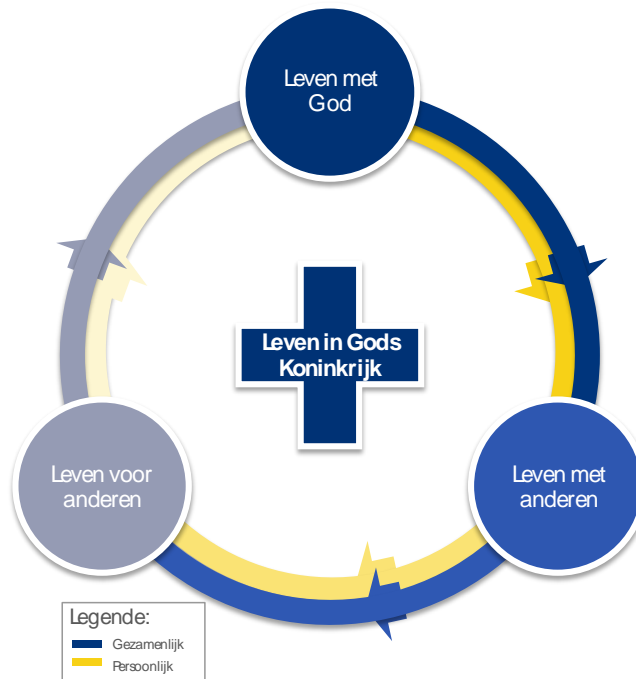 Leven met
God
Leven in Gods
Koninkrijk
Leven voor
anderen
Leven met
anderen
Legende:
Gezamenlijk
Persoonlijk